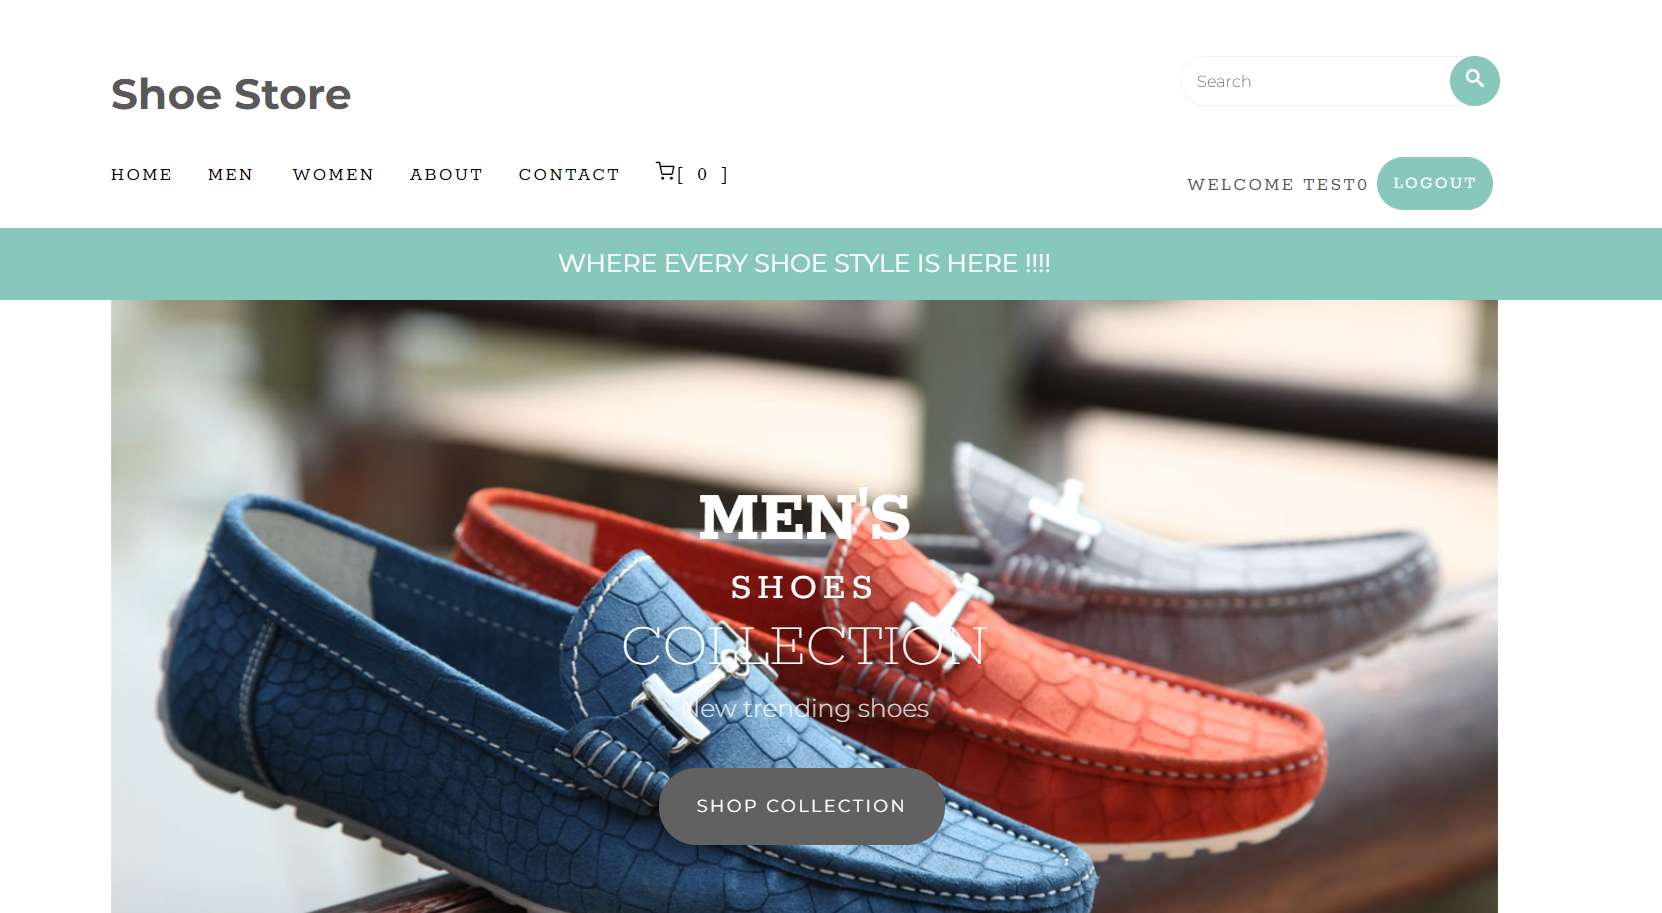 Shoe Store
Search
HOME MEN WOMEN ABOUT CONTACT [ 0 ]
WELCOME TEST0 LOGOUT
WHERE EVERY SHOE STYLE IS HERE !!!!
MEN'S
SHOES
COLLECTION
New trending shoes
SHOP COLLECTION